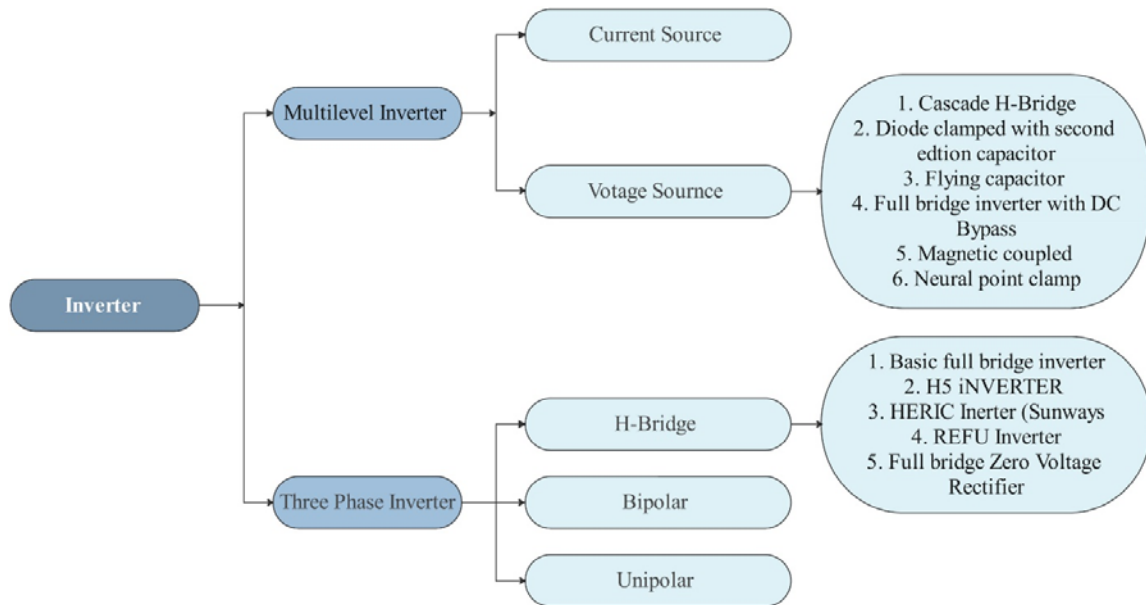 Current Source
Multilevel Inverter
Votage Sournce
1. Cascade H-Bridge
2. Diode clamped with second
edtion capacitor
3. Flying capacitor
4. Full bridge inverter with DC
Bypass
5. Magnetic coupled
6. Neural point clamp
Inverter
H-Bridge
1. Basic full bridge inverter
2. H5 iNVERTER
3. HERIC Inerter (Sunways
4. REFU Inverter
5. Full bridge Zero Voltage
Rectifier
Three Phase Inverter
Bipolar
Unipolar